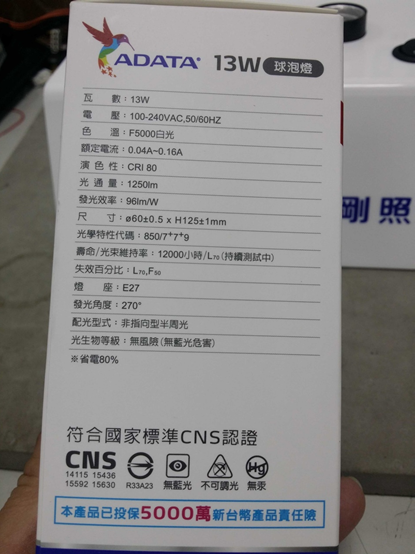 ADATA 13W 球泡燈
瓦 數：13W
電 壓：100-240VAC,50/60HZ
色 溫：F5000白光
額定電流：0.04A~0.16A
演 色 性：CRI 80
光 通 量：1250lm
發光效率：96lm/W
尺 寸：ø60±0.5 x H125±1mm
光學特性代碼：850/7*7*9
壽命/光束維持率：12000小時/L70(持續測試中)
失效百分比：L70,F50
燈 座：E27
發光角度：270°
配光型式：非指向型半周光
光生物等級：無風險(無藍光危害)
※省電80%
符合國家標準CNS認證
CNS
14115 15436
15592 15630
R33A23
無藍光
不可調光
Hg
無汞
本產品已投保5000萬新台幣產品責任險
剛照